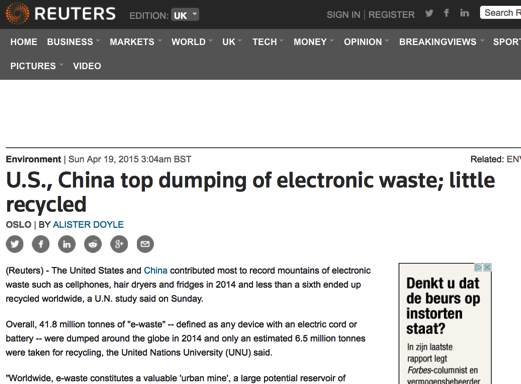 REUTERS EDITION: UK SIGN IN | REGISTER Search R
HOME BUSINESS MARKETS WORLD UK TECH MONEY OPINION BREAKINGVIEWS SPORT
PICTURES VIDEO
Environment | Sun Apr 19, 2015 3:04am BST Related: ENV
U.S., China top dumping of electronic waste; little
recycled
OSLO | BY ALISTER DOYLE
(Reuters) - The United States and China contributed most to record mountains of electronic
waste such as cellphones, hair dryers and fridges in 2014 and less than a sixth ended up
recycled worldwide, a U.N. study said on Sunday.
Overall, 41.8 million tonnes of "e-waste" -- defined as any device with an electric cord or
battery -- were dumped around the globe in 2014 and only an estimated 6.5 million tonnes
were taken for recycling, the United Nations University (UNU) said.
"Worldwide, e-waste constitutes a valuable 'urban mine', a large potential reservoir of
Denkt u dat
de beurs op
instorten
staat?
In zijn laatste
rapport legt
Forbes-columnist en
vermogensbeheerder